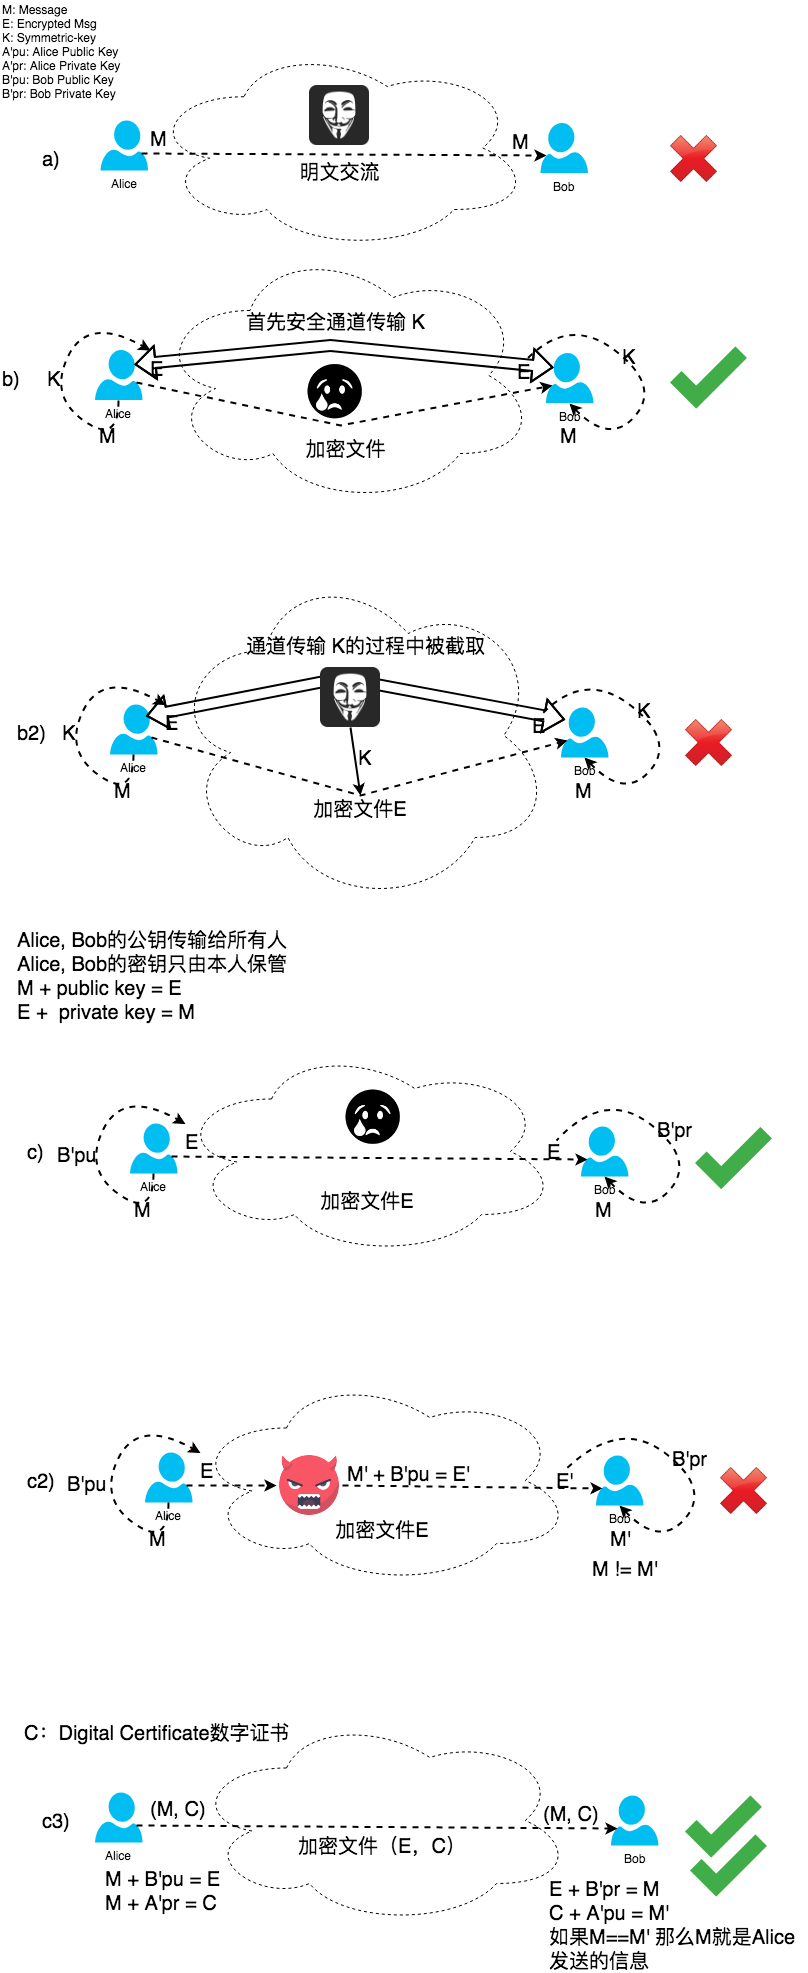 M: Message
E: Encrypted Msg
K: Symmetric-key
A'pu: Alice Public Key
A'pr: Alice Private Key
B'pu: Bob Public Key
B'pr: Bob Private Key
a)
M
M
明文交流
Alice
Bob
首先安全通道传输 K
b)
K
E
E
K
Alice
Bob
M
M
加密文件
通道传输 K的过程中被截取
b2)
K
E
E
K
K
Alice
Bob
M
M
加密文件E
Alice, Bob的公钥传输给所有人
Alice, Bob的密钥只由本人保管
M + public key = E
E + private key = M
c)
B'pu
E
E
B'pr
Alice
Bob
M
M
加密文件E
c2)
B'pu
E
M' + B'pu = E'
E'
B'pr
Alice
Bob
M
加密文件E
M'
M != M'
C：Digital Certificate数字证书
c3)
(M, C)
(M, C)
加密文件（E，C）
Alice
Bob
M + B'pu = E
M + A'pr = C
E + B'pr = M
C + A'pu = M'
如果M==M' 那么M就是Alice
发送的信息